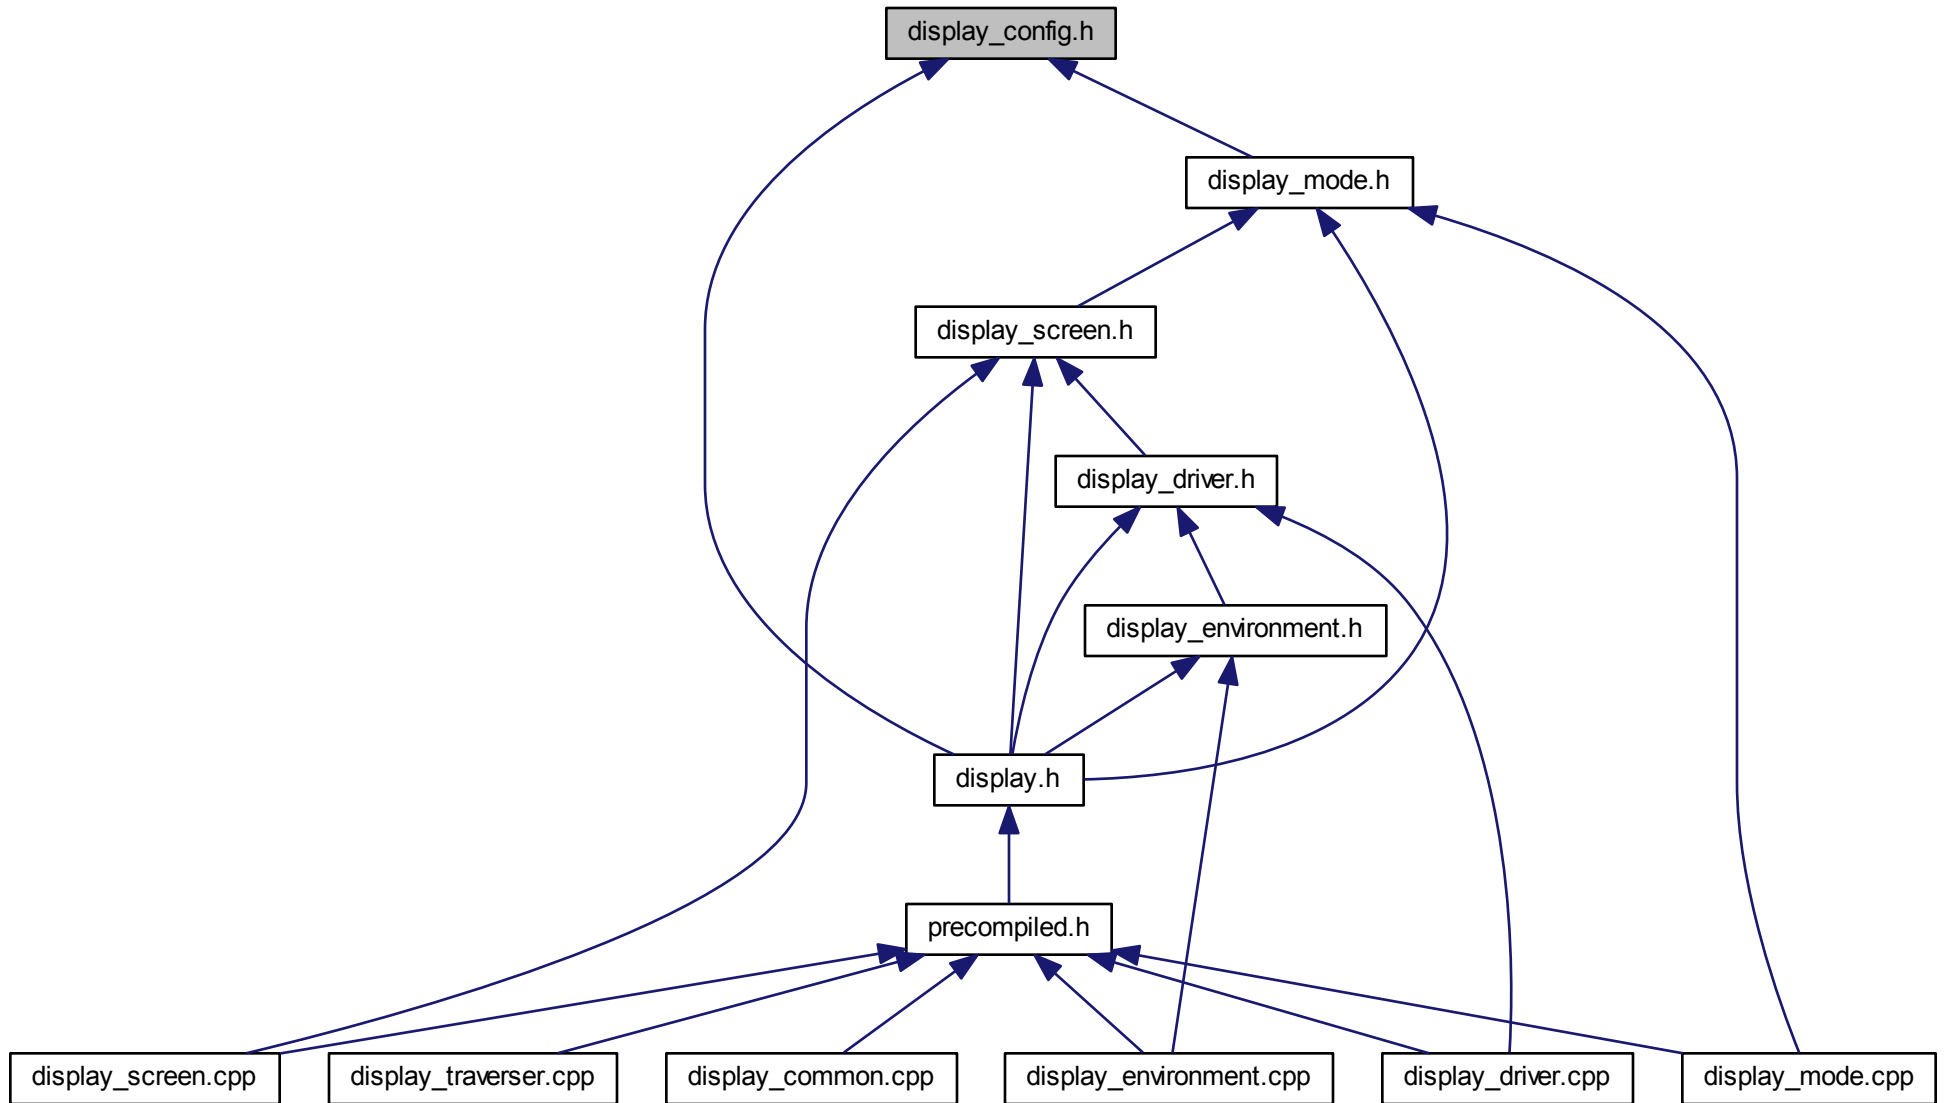 display_config.h
display_mode.h
display_screen.h
display_driver.h
display_environment.h
display.h
precompiled.h
display_screen.cpp
display_traverser.cpp
display_common.cpp
display_environment.cpp
display_driver.cpp
display_mode.cpp